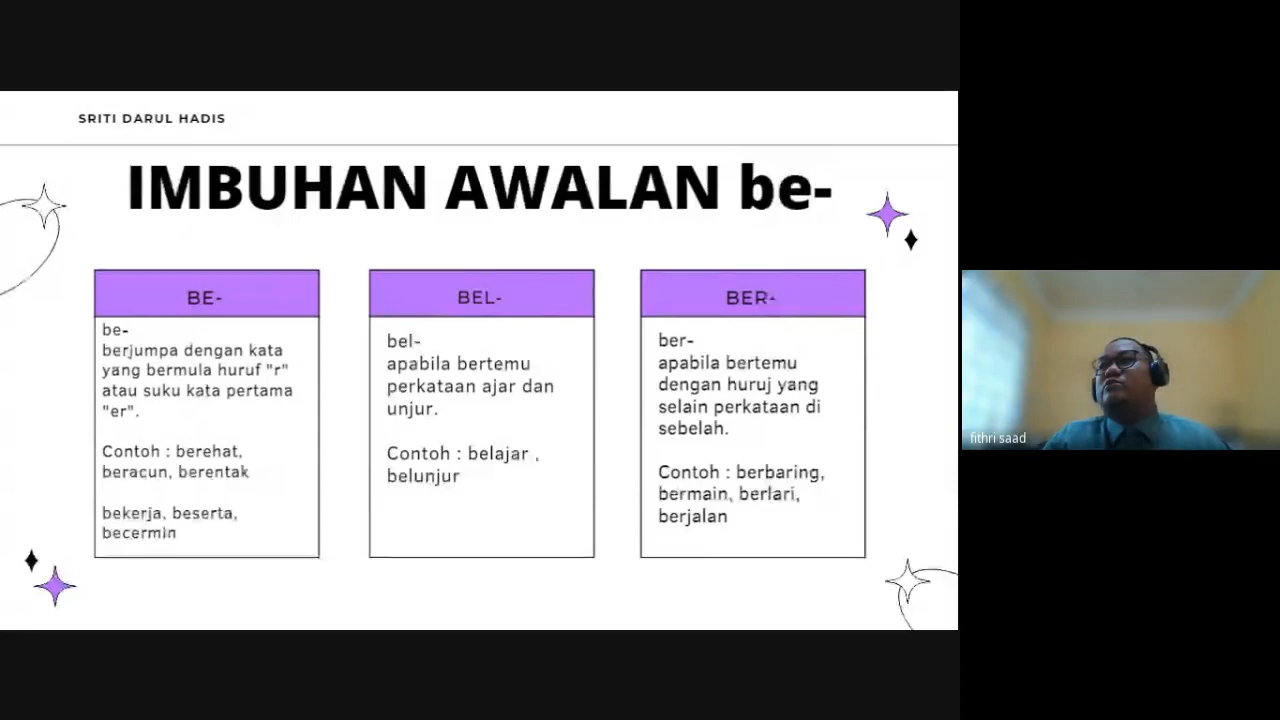 SRITI DARUL HADIS
IMBUHAN AWALAN be-
BE-
be-
berjumpa dengan kata
yang bermula huruf "r"
atau suku kata pertama
"er".
Contoh : berehat,
beracun, berentak
bekerja, beserta,
becermin
BEL-
bel-
apabila bertemu
perkataan ajar dan
unjur.
Contoh : belajar ,
belunjur
BER-
ber-
apabila bertemu
dengan huruj yang
selain perkataan di
sebelah.
Contoh : berbaring,
bermain, berlari,
berjalan
fithri saad